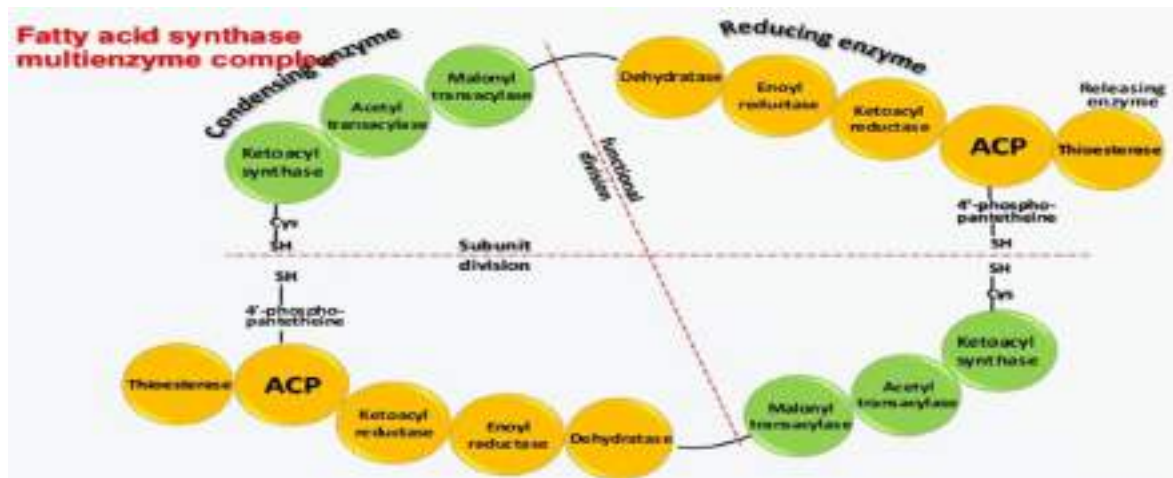 Fatty acid synthase
multienzyme comple
Condensing enzyme
Reducing enzyme
Ketoacyl
synthase
Acetyl
transacylase
Malonyl
transacylase
Dehydratase
Enoyl
reductase
Ketoacyl
reductase
ACP
Releasing
enzyme
Thioesterase
functional
division
Cys
SH
4'-phospho-
pantetheine
SH
Subunit
division
SH
4'-phospho-
pantetheine
SH
Cys
Thioesterase
ACP
Ketoacyl
reductase
Enoyl
reductase
Dehydratase
Malonyl
transacylase
Acetyl
transacylase
Ketoacyl
synthase